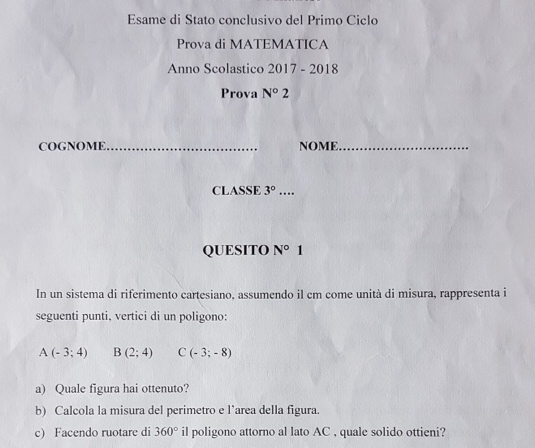 Esame di Stato conclusivo del Primo Ciclo
Prova di MATEMATICA
Anno Scolastico 2017 - 2018
Prova N° 2
COGNOME................................... NOME...............................
CLASSE 3° ....
QUESITO N° 1
In un sistema di riferimento cartesiano, assumendo il cm come unità di misura, rappresenta i
seguenti punti, vertici di un poligono:
A (- 3; 4) B (2; 4) C (- 3; - 8)
a) Quale figura hai ottenuto?
b) Calcola la misura del perimetro e l'area della figura.
c) Facendo ruotare di 360° il poligono attorno al lato AC , quale solido ottieni?